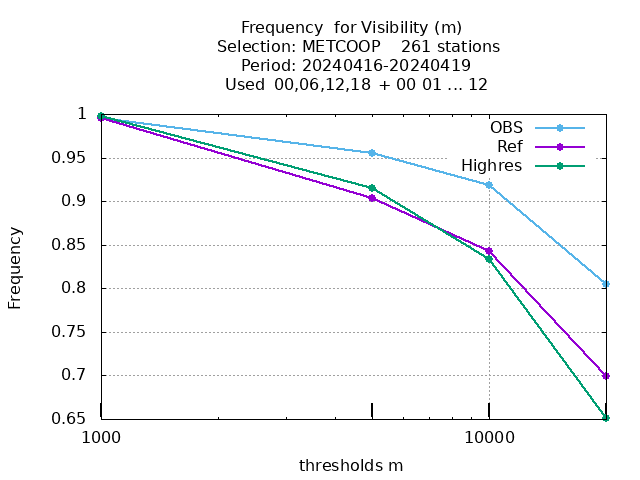 Frequency  for Visibility (m)
Selection: METCOOP    261 stations
Period: 20240416-20240419
Used  00,06,12,18  + 00 01 ... 12
1
0.95
0.9
0.85
0.8
0.75
0.7
0.65
OBS
Ref
Highres
Frequency
1000
10000
thresholds m